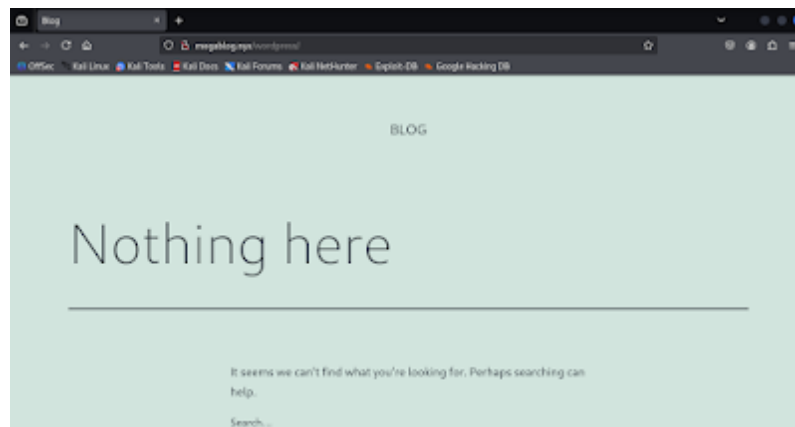 Blog
megablog.nyx/wordpress/
OffSec Kali Linux Kali Tools Kali Docs Kali Forums Kali NetHunter Exploit-DB Google Hacking DB
BLOG
Nothing here
It seems we can't find what you're looking for. Perhaps searching can
help.
Search...